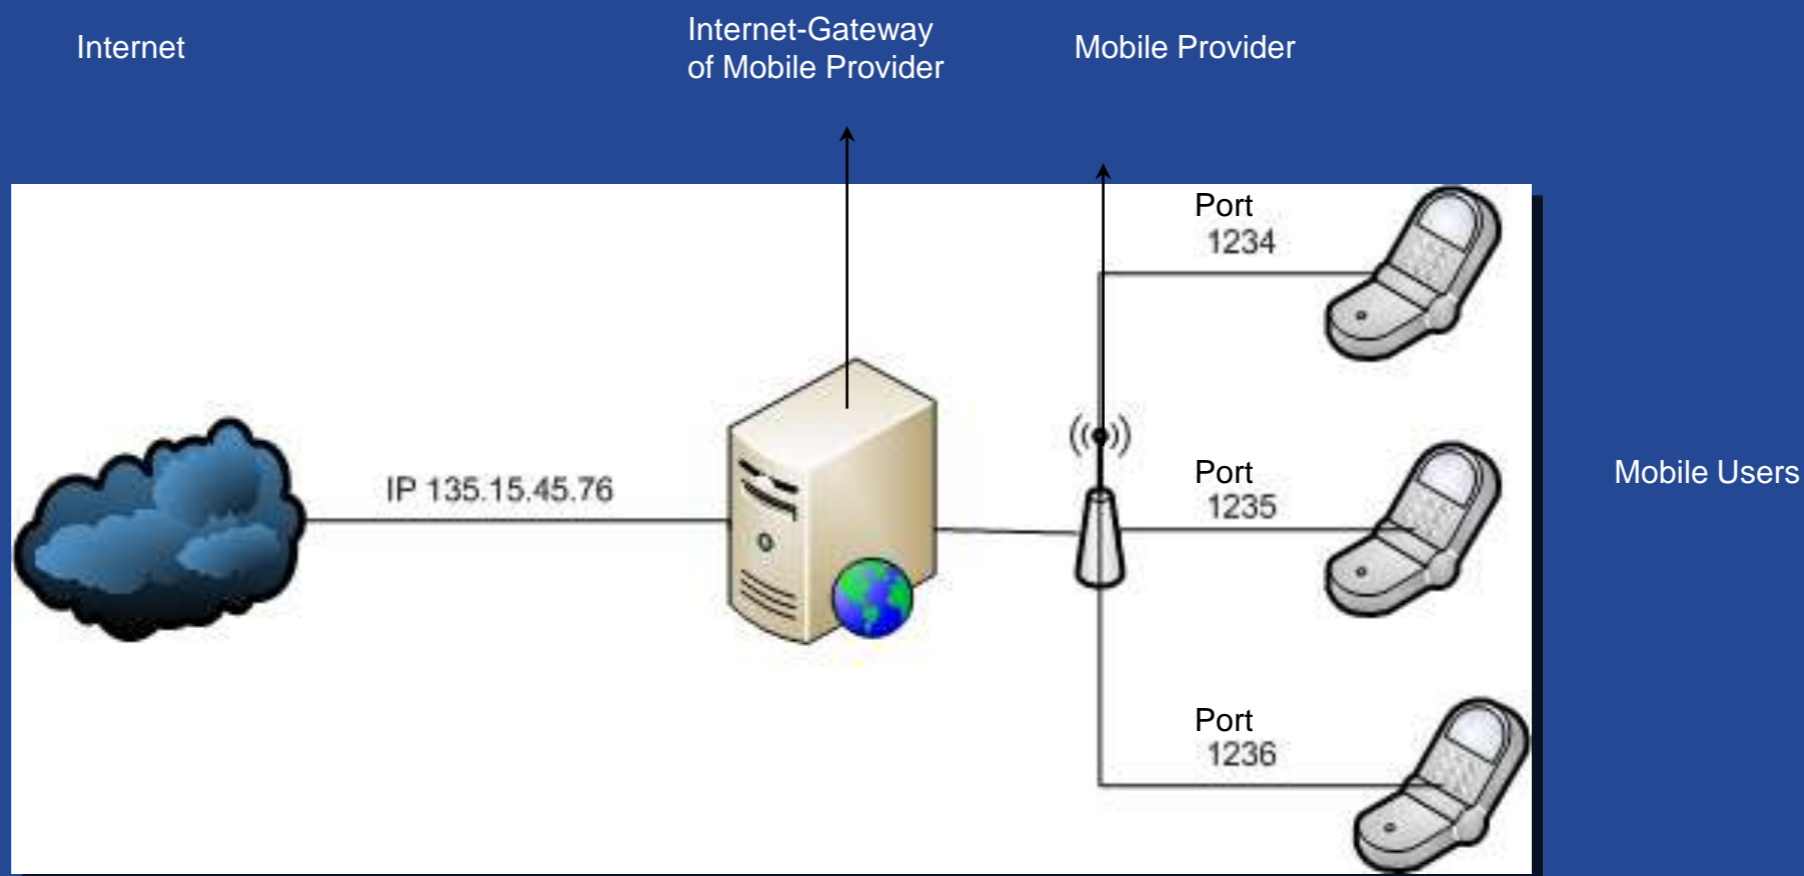 Internet
Internet-Gateway
of Mobile Provider
Mobile Provider
Port
1234
IP 135.15.45.76
Port
1235
Mobile Users
Port
1236